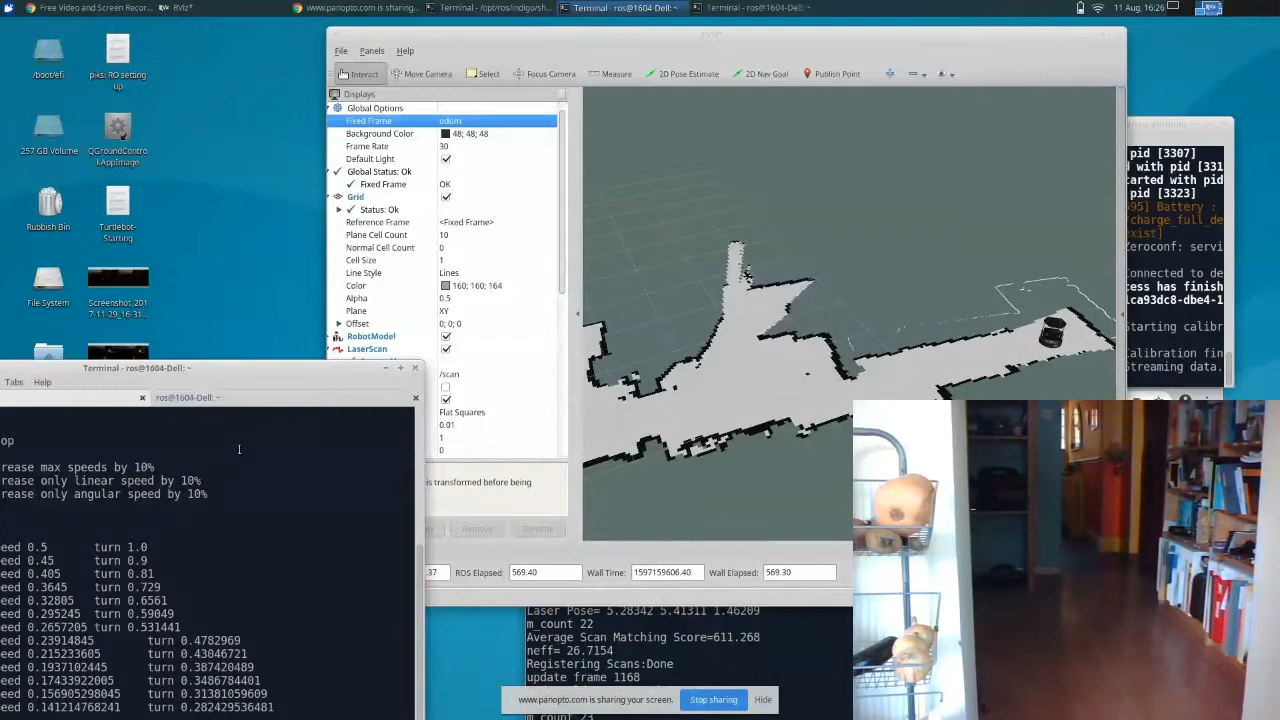 Free Video and Screen Recor...
RViz*
www.panopto.com is sharing...
Terminal - /opt/ros/indigo/sh...
Terminal - ros@1604-Dell: ~
Terminal - ros@1604-Dell: ~
11 Aug, 16:26
/boot/efi
pixsi RO setting
up
257 GB Volume
QGroundContro
l.AppImage
Rubbish Bin
Turtlebot-
Starting
File System
Screenshot_201
7-11-29_16-31...
File
Panels
Help
Interact
Move Camera
Select
Focus Camera
Measure
2D Pose Estimate
2D Nav Goal
Publish Point
Displays
Global Options
Fixed Frame odom
Background Color 48; 48; 48
Frame Rate 30
Default Light
Global Status: Ok
Fixed Frame OK
Grid
Status: Ok
Reference Frame <Fixed Frame>
Plane Cell Count 10
Normal Cell Count 0
Cell Size 1
Line Style Lines
Color 160; 160; 164
Alpha 0.5
Plane XY
Offset 0; 0; 0
RobotModel
LaserScan
/scan
Flat Squares
0.01
1
0
is transformed before being
Remove
Rename
.37
ROS Elapsed: 569.40
Wall Time: 1597159606.40
Wall Elapsed: 569.30
pid [3307]
d with pid [331
tarted with pid
pid [3323]
95] Battery :
/charge_full_de
exist]
Zeroconf: servi
Connected to de
cess has finish
1ca93dc8-dbe4-1
Starting calibr
Calibration fin
Streaming data.
Terminal - ros@1604-Dell: ~
Tabs Help
ros@1604-Dell: ~
op
rease max speeds by 10%
rease only linear speed by 10%
rease only angular speed by 10%
eed 0.5 turn 1.0
eed 0.45 turn 0.9
eed 0.405 turn 0.81
eed 0.3645 turn 0.729
eed 0.32805 turn 0.6561
eed 0.295245 turn 0.59049
eed 0.2657205 turn 0.531441
eed 0.23914845 turn 0.4782969
eed 0.215233605 turn 0.43046721
eed 0.1937102445 turn 0.387420489
eed 0.17433922005 turn 0.3486784401
eed 0.156905298045 turn 0.31381059609
eed 0.141214768241 turn 0.282429536481
Laser Pose= 5.28342 5.41311 1.46209
m_count 22
Average Scan Matching Score=611.268
neff= 26.7154
Registering Scans:Done
update frame 1168
m_count 23
www.panopto.com is sharing your screen.
Stop sharing
Hide